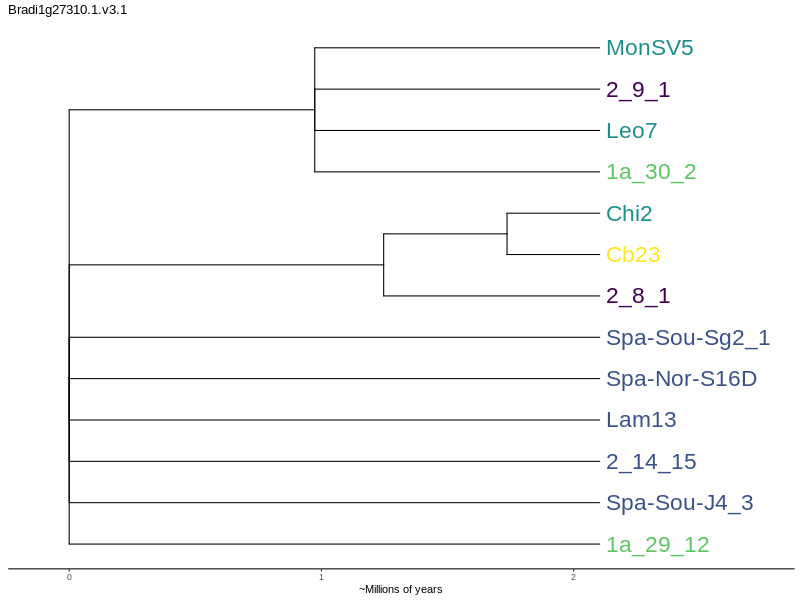 Bradi1g27310.1.v3.1
MonSV5
2_9_1
Leo7
1a_30_2
Chi2
Cb23
2_8_1
Spa-Sou-Sg2_1
Spa-Nor-S16D
Lam13
2_14_15
Spa-Sou-J4_3
1a_29_12
0 1 2
~Millions of years